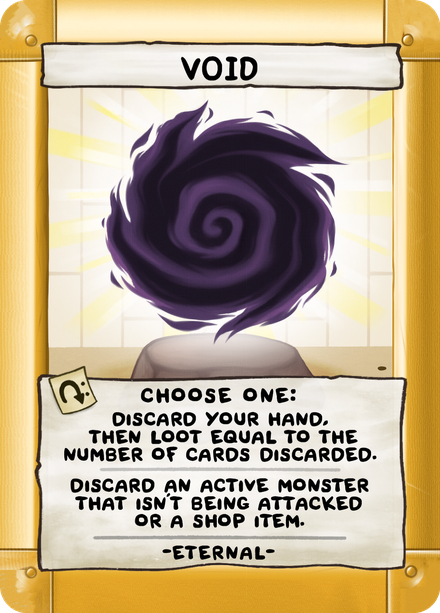 VOID
CHOOSE ONE:
DISCARD YOUR HAND,
THEN LOOT EQUAL TO THE
NUMBER OF CARDS DISCARDED.
DISCARD AN ACTIVE MONSTER
THAT ISN'T BEING ATTACKED
OR A SHOP ITEM.
-ETERNAL-